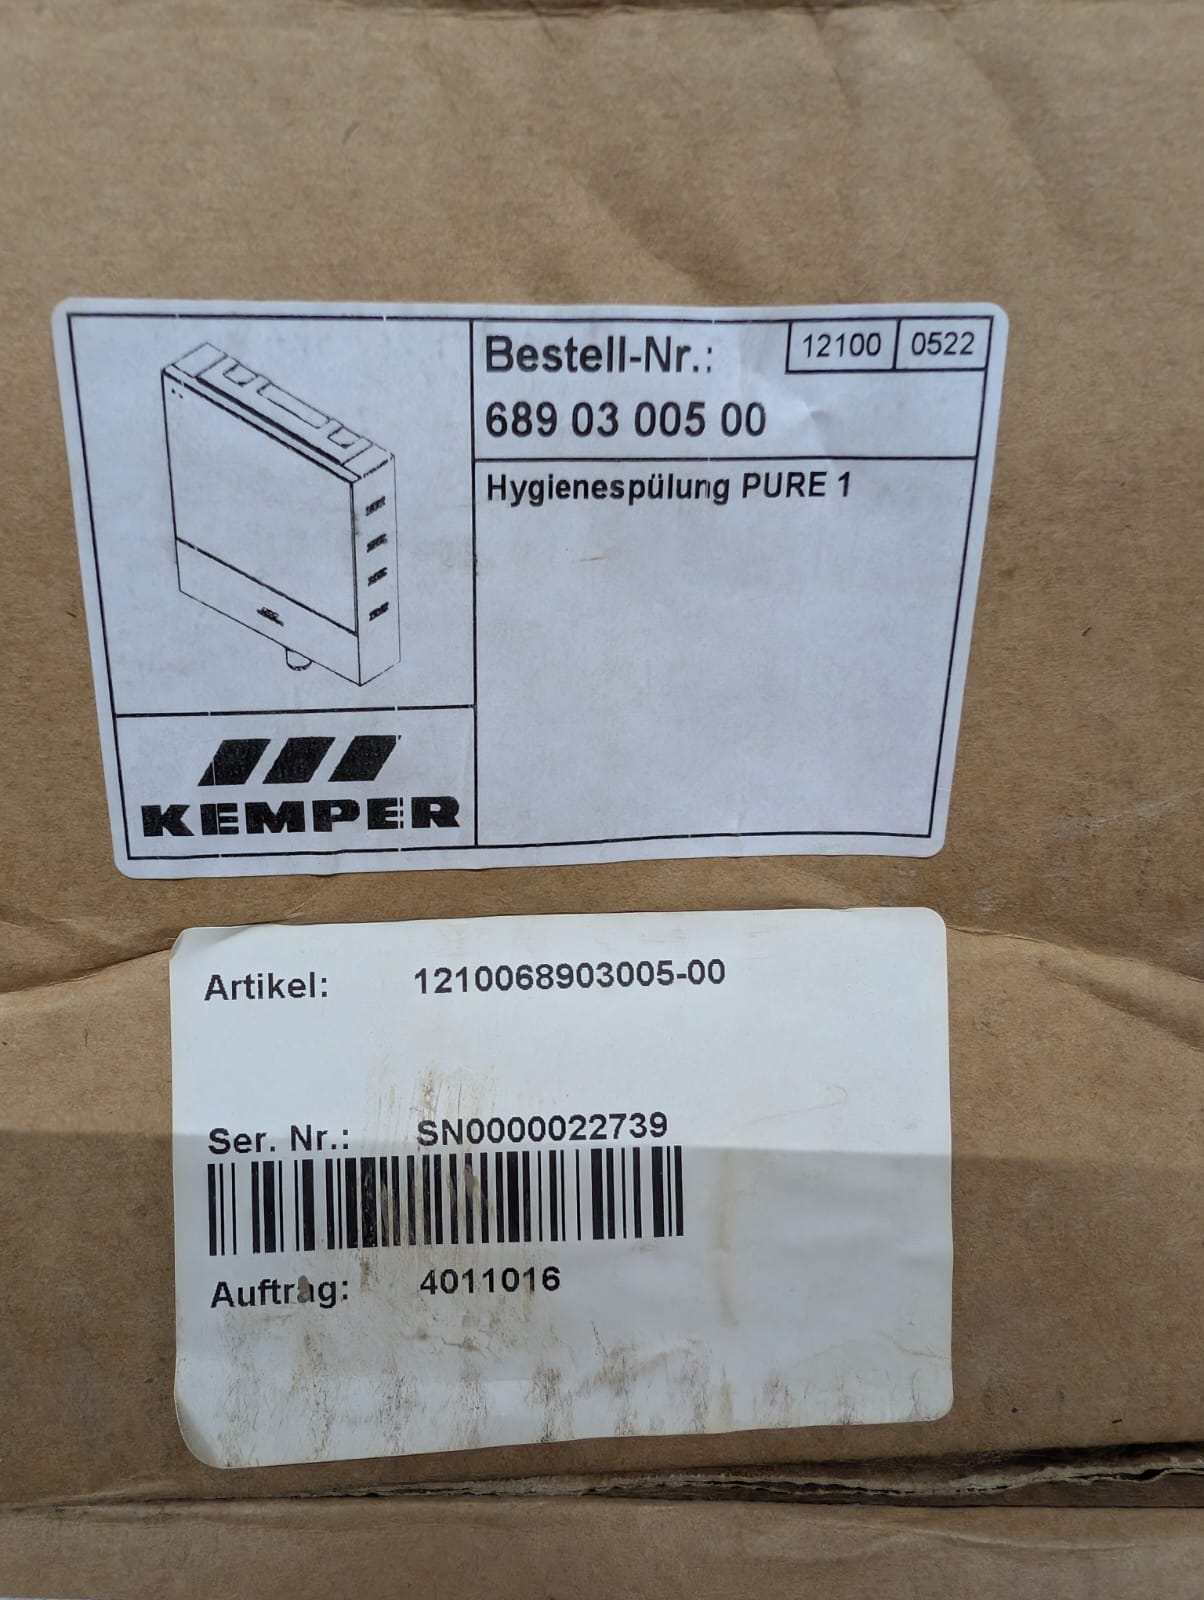 Bestell-Nr.: 12100 0522
689 03 005 00
Hygienespülung PURE 1
KEMPER
Artikel: 1210068903005-00
Ser. Nr.: SN0000022739
Auftrag: 4011016